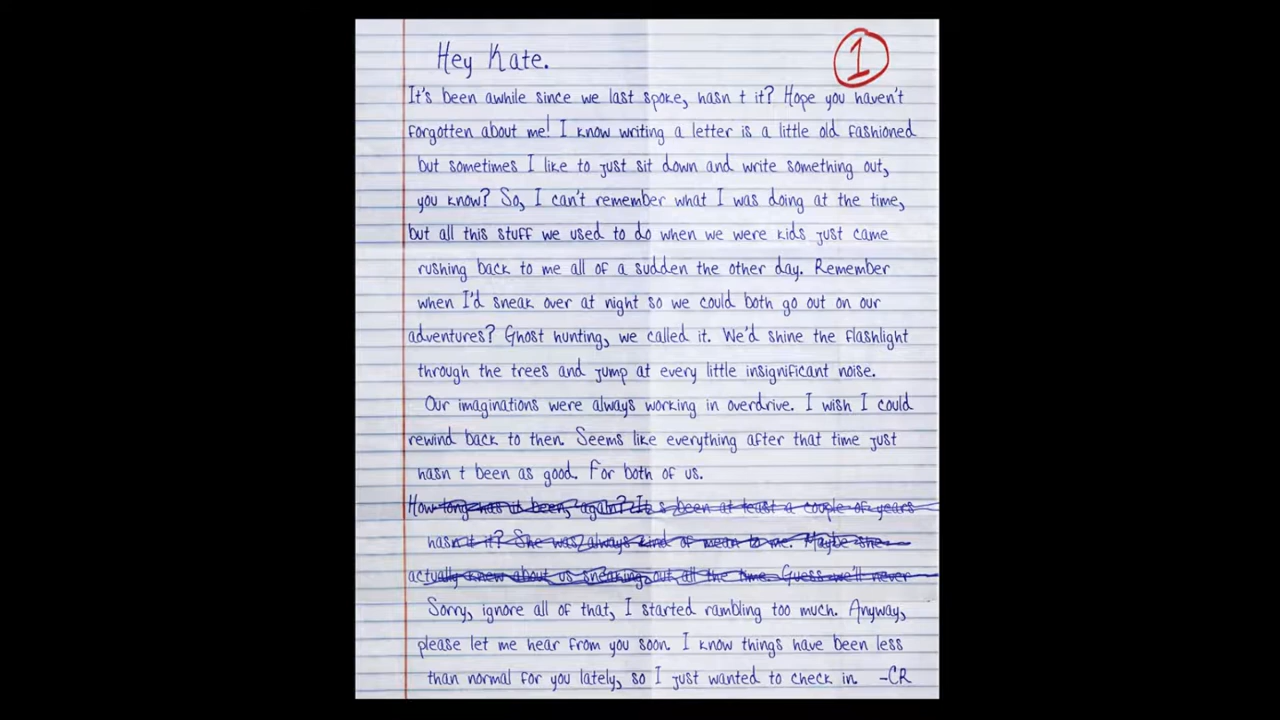 Hey Kate.
1
It's been awhile since we last spoke, hasn t it? Hope you haven't
forgotten about me! I know writing a letter is a little old fashioned
but sometimes I like to just sit down and write something out,
you know? So, I can't remember what I was doing at the time,
but all this stuff we used to do when we were kids just came
rushing back to me all of a sudden the other day. Remember
when I'd sneak over at night so we could both go out on our
adventures? Ghost hunting, we called it. We'd shine the flashlight
through the trees and jump at every little insignificant noise.
Our imaginations were always working in overdrive. I wish I could
rewind back to then. Seems like everything after that time just
hasn t been as good. For both of us.
How long has it been, again? It s been at least a couple of years
hasn t it? She was always kind of mean to me. Maybe she
actually knew about us sneaking out all the time. Guess we'll never
Sorry, ignore all of that, I started rambling too much. Anyway,
please let me hear from you soon. I know things have been less
than normal for you lately, so I just wanted to check in. -CR